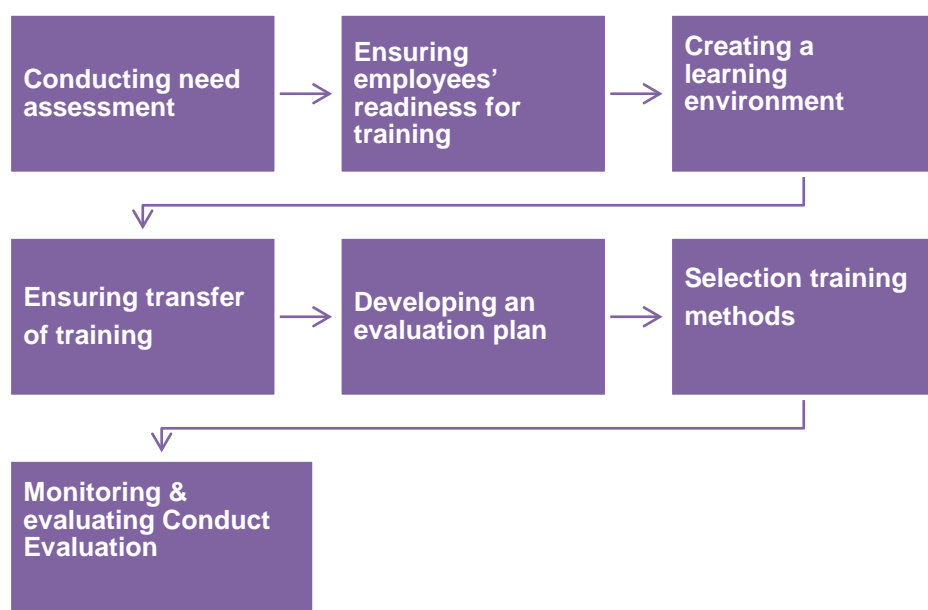 Conducting need
assessment
Ensuring
employees’
readiness for
training
Creating a
learning
environment
Ensuring transfer
of training
Developing an
evaluation plan
Selection training
methods
Monitoring &
evaluating Conduct
Evaluation